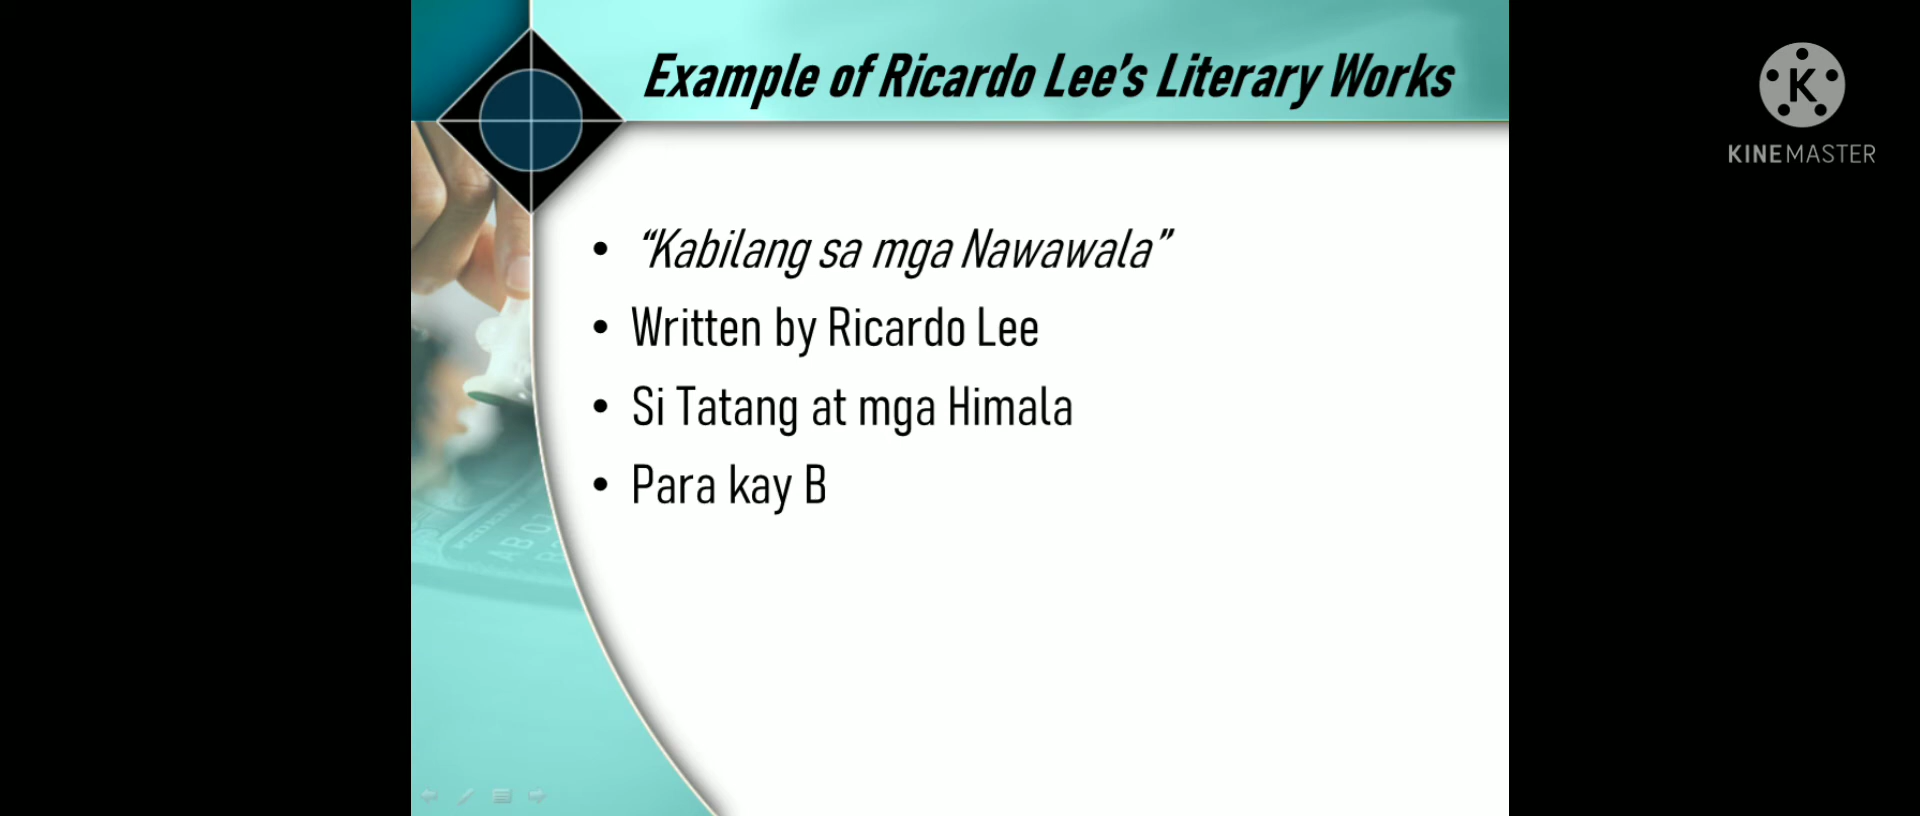 Example of Ricardo Lee's Literary Works
KINEMASTER
• “Kabilang sa mga Nawawala”
• Written by Ricardo Lee
• Si Tatang at mga Himala
• Para kay B